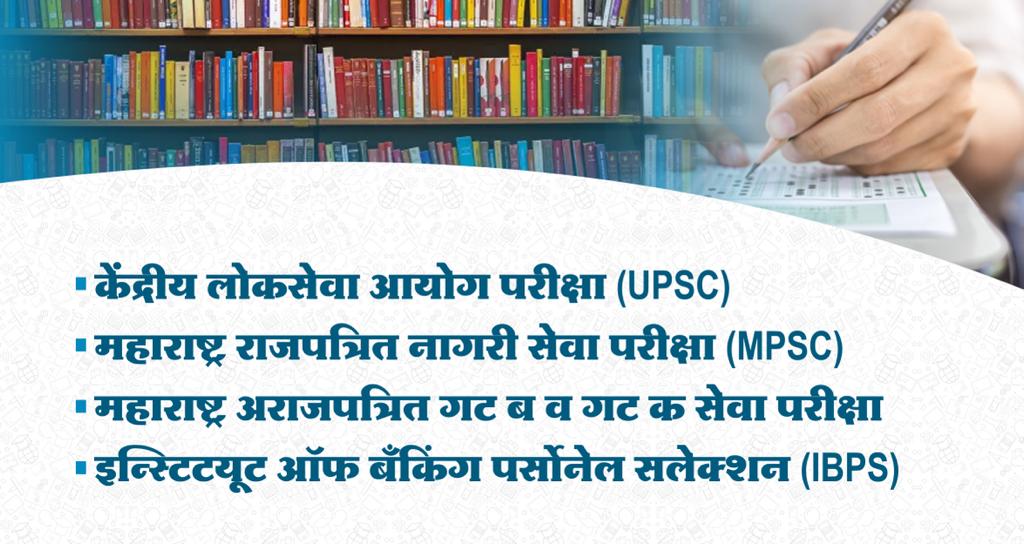 ▪ केंद्रीय लोकसेवा आयोग परीक्षा (UPSC)
▪ महाराष्ट्र राजपत्रित नागरी सेवा परीक्षा (MPSC)
▪ महाराष्ट्र अराजपत्रित गट ब व गट क सेवा परीक्षा
▪ इन्स्टिटयूट ऑफ बँकिंग पर्सोनेल सलेक्शन (IBPS)